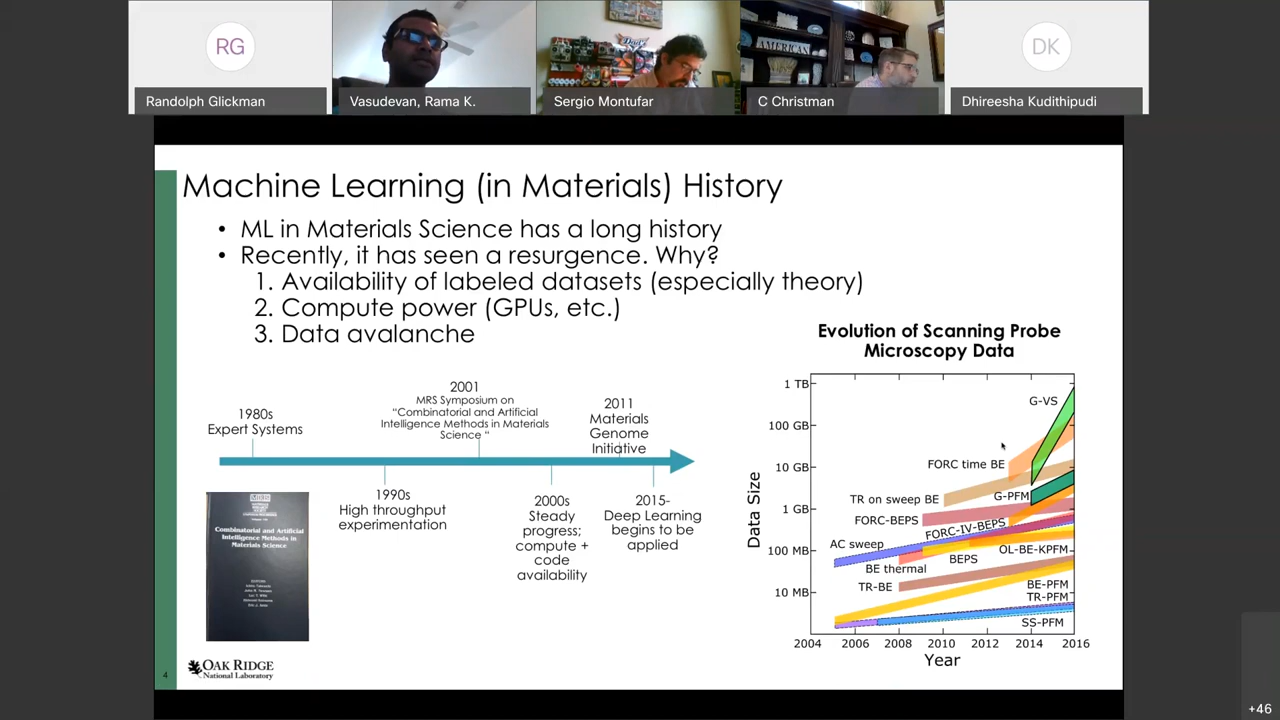 RG
DK
Randolph Glickman
Vasudevan, Rama K.
Sergio Montufar
C Christman
Dhireesha Kudithipudi
AMERICAN
Machine Learning (in Materials) History
• ML in Materials Science has a long history
• Recently, it has seen a resurgence. Why?
1. Availability of labeled datasets (especially theory)
2. Compute power (GPUs, etc.)
3. Data avalanche
1980s
Expert Systems
2001
MRS Symposium on
“Combinatorial and Artificial
Intelligence Methods in Materials
Science “
2011
Materials
Genome
Initiative
1990s
High throughput
experimentation
2000s
Steady
progress;
compute +
code
availability
2015-
Deep Learning
begins to be
applied
Combinatorial and Artificial
Intelligence Methods in
Materials Science
Evolution of Scanning Probe
Microscopy Data
Data Size
1 TB
100 GB
10 GB
1 GB
100 MB
10 MB
G-VS
FORC time BE
G-PFM
TR on sweep BE
FORC-BEPS
FORC-IV-BEPS
AC sweep
OL-BE-KPFM
BEPS
BE thermal
TR-BE
BE-PFM
TR-PFM
SS-PFM
2004 2006 2008 2010 2012 2014 2016
Year
4
OAK RIDGE
National Laboratory
+46